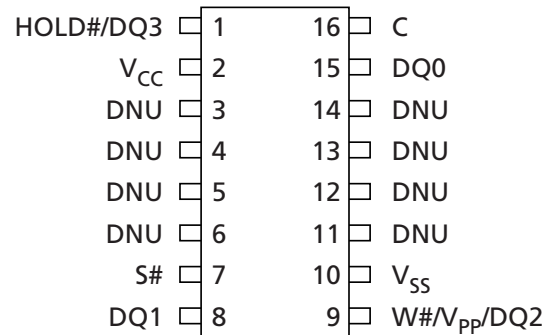 HOLD#/DQ3 1 16 C
VCC 2 15 DQ0
DNU 3 14 DNU
DNU 4 13 DNU
DNU 5 12 DNU
DNU 6 11 DNU
S# 7 10 VSS
DQ1 8 9 W#/VPP/DQ2